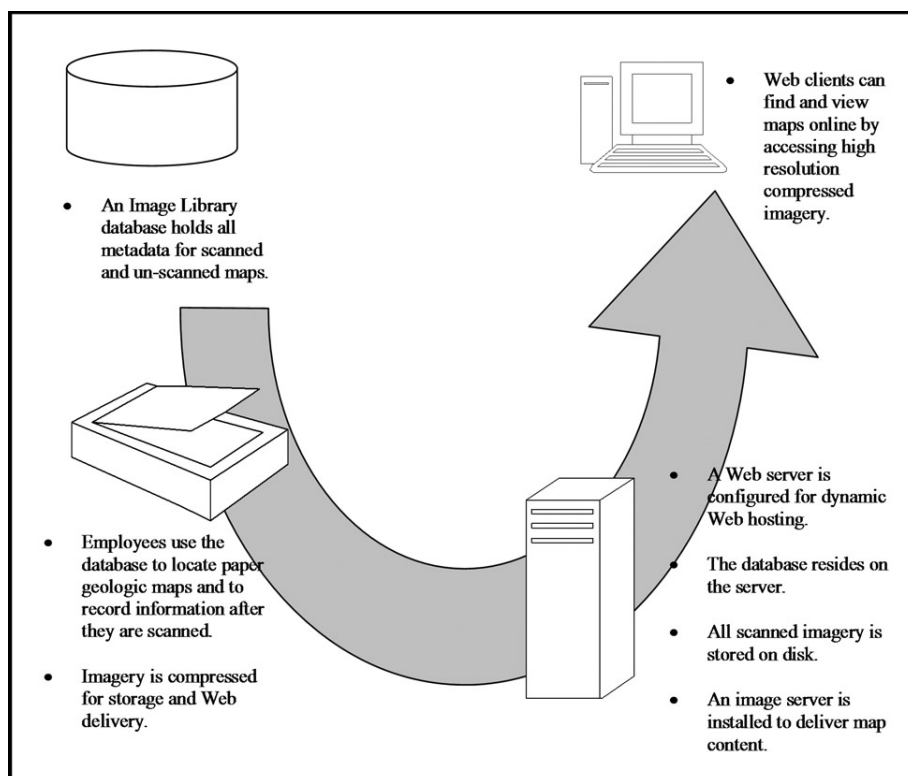 • An Image Library
database holds all
metadata for scanned
and un-scanned maps.
• Employees use the
database to locate paper
geologic maps and to
record information after
they are scanned.
• Imagery is compressed
for storage and Web
delivery.
• A Web server is
configured for dynamic
Web hosting.
• The database resides on
the server.
• All scanned imagery is
stored on disk.
• An image server is
installed to deliver map
content.
• Web clients can
find and view
maps online by
accessing high
resolution
compressed
imagery.